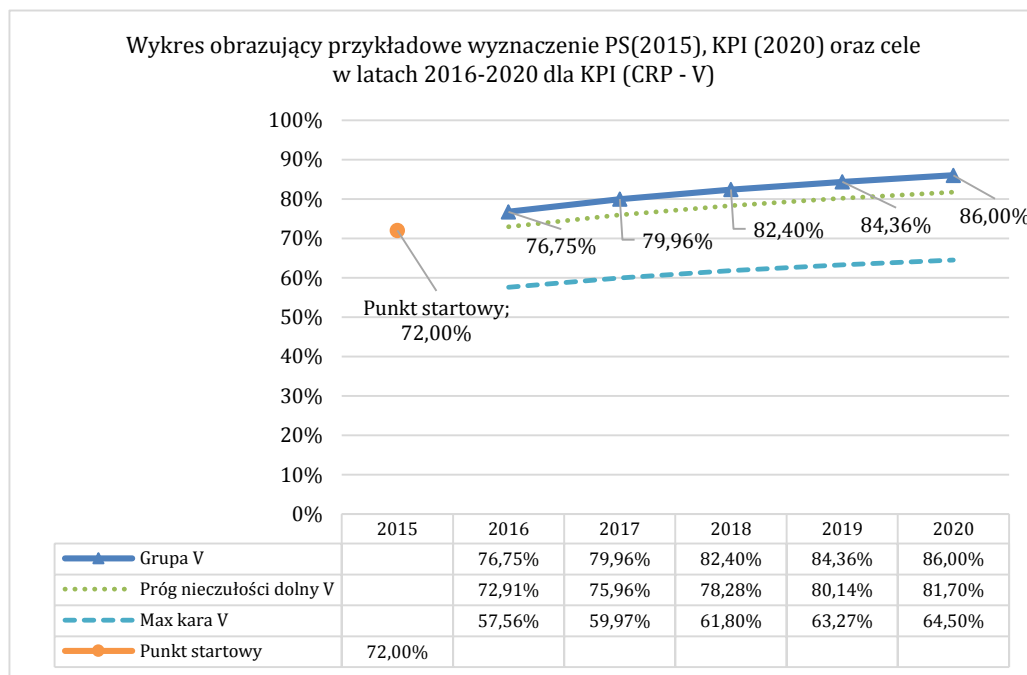 Wykres obrazujący przykładowe wyznaczenie PS(2015), KPI (2020) oraz cele
w latach 2016-2020 dla KPI (CRP - V)
100%
90%
80%
70%
60%
50%
40%
30%
20%
10%
0%
76,75%
79,96%
82,40%
84,36%
86,00%
Punkt startowy;
72,00%
2015 2016 2017 2018 2019 2020
Grupa V 76,75% 79,96% 82,40% 84,36% 86,00%
Próg nieczułości dolny V 72,91% 75,96% 78,28% 80,14% 81,70%
Max kara V 57,56% 59,97% 61,80% 63,27% 64,50%
Punkt startowy 72,00%